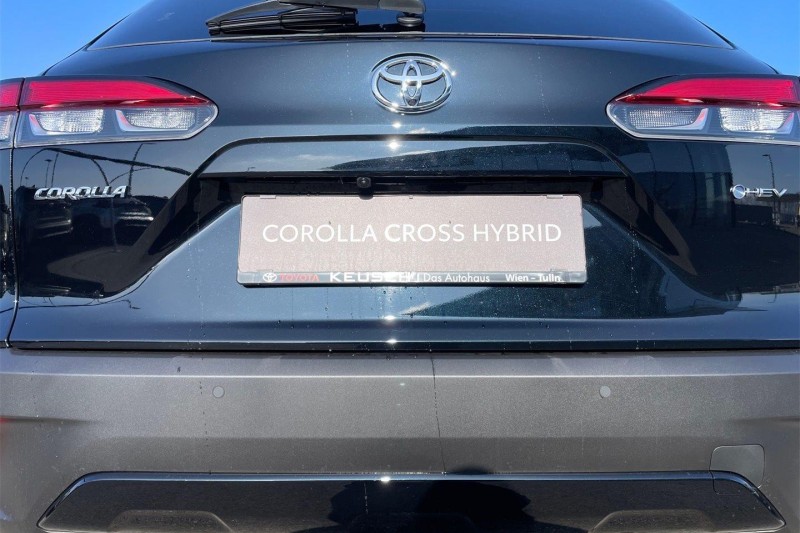 COROLLA
HEV
COROLLA CROSS HYBRID
TOYOTA KEUSCH Das Autohaus Wien - Tulln